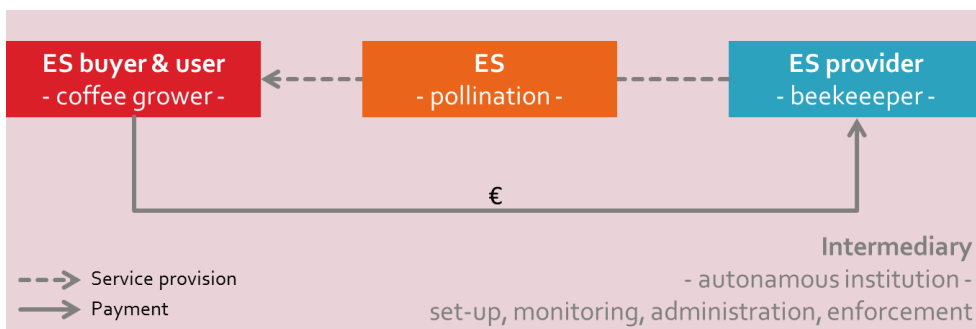 ES buyer & user
- coffee grower -
ES
- pollination -
ES provider
- beekeeeper -
€
Intermediary
- autonamous institution -
set-up, monitoring, administration, enforcement
Service provision
Payment